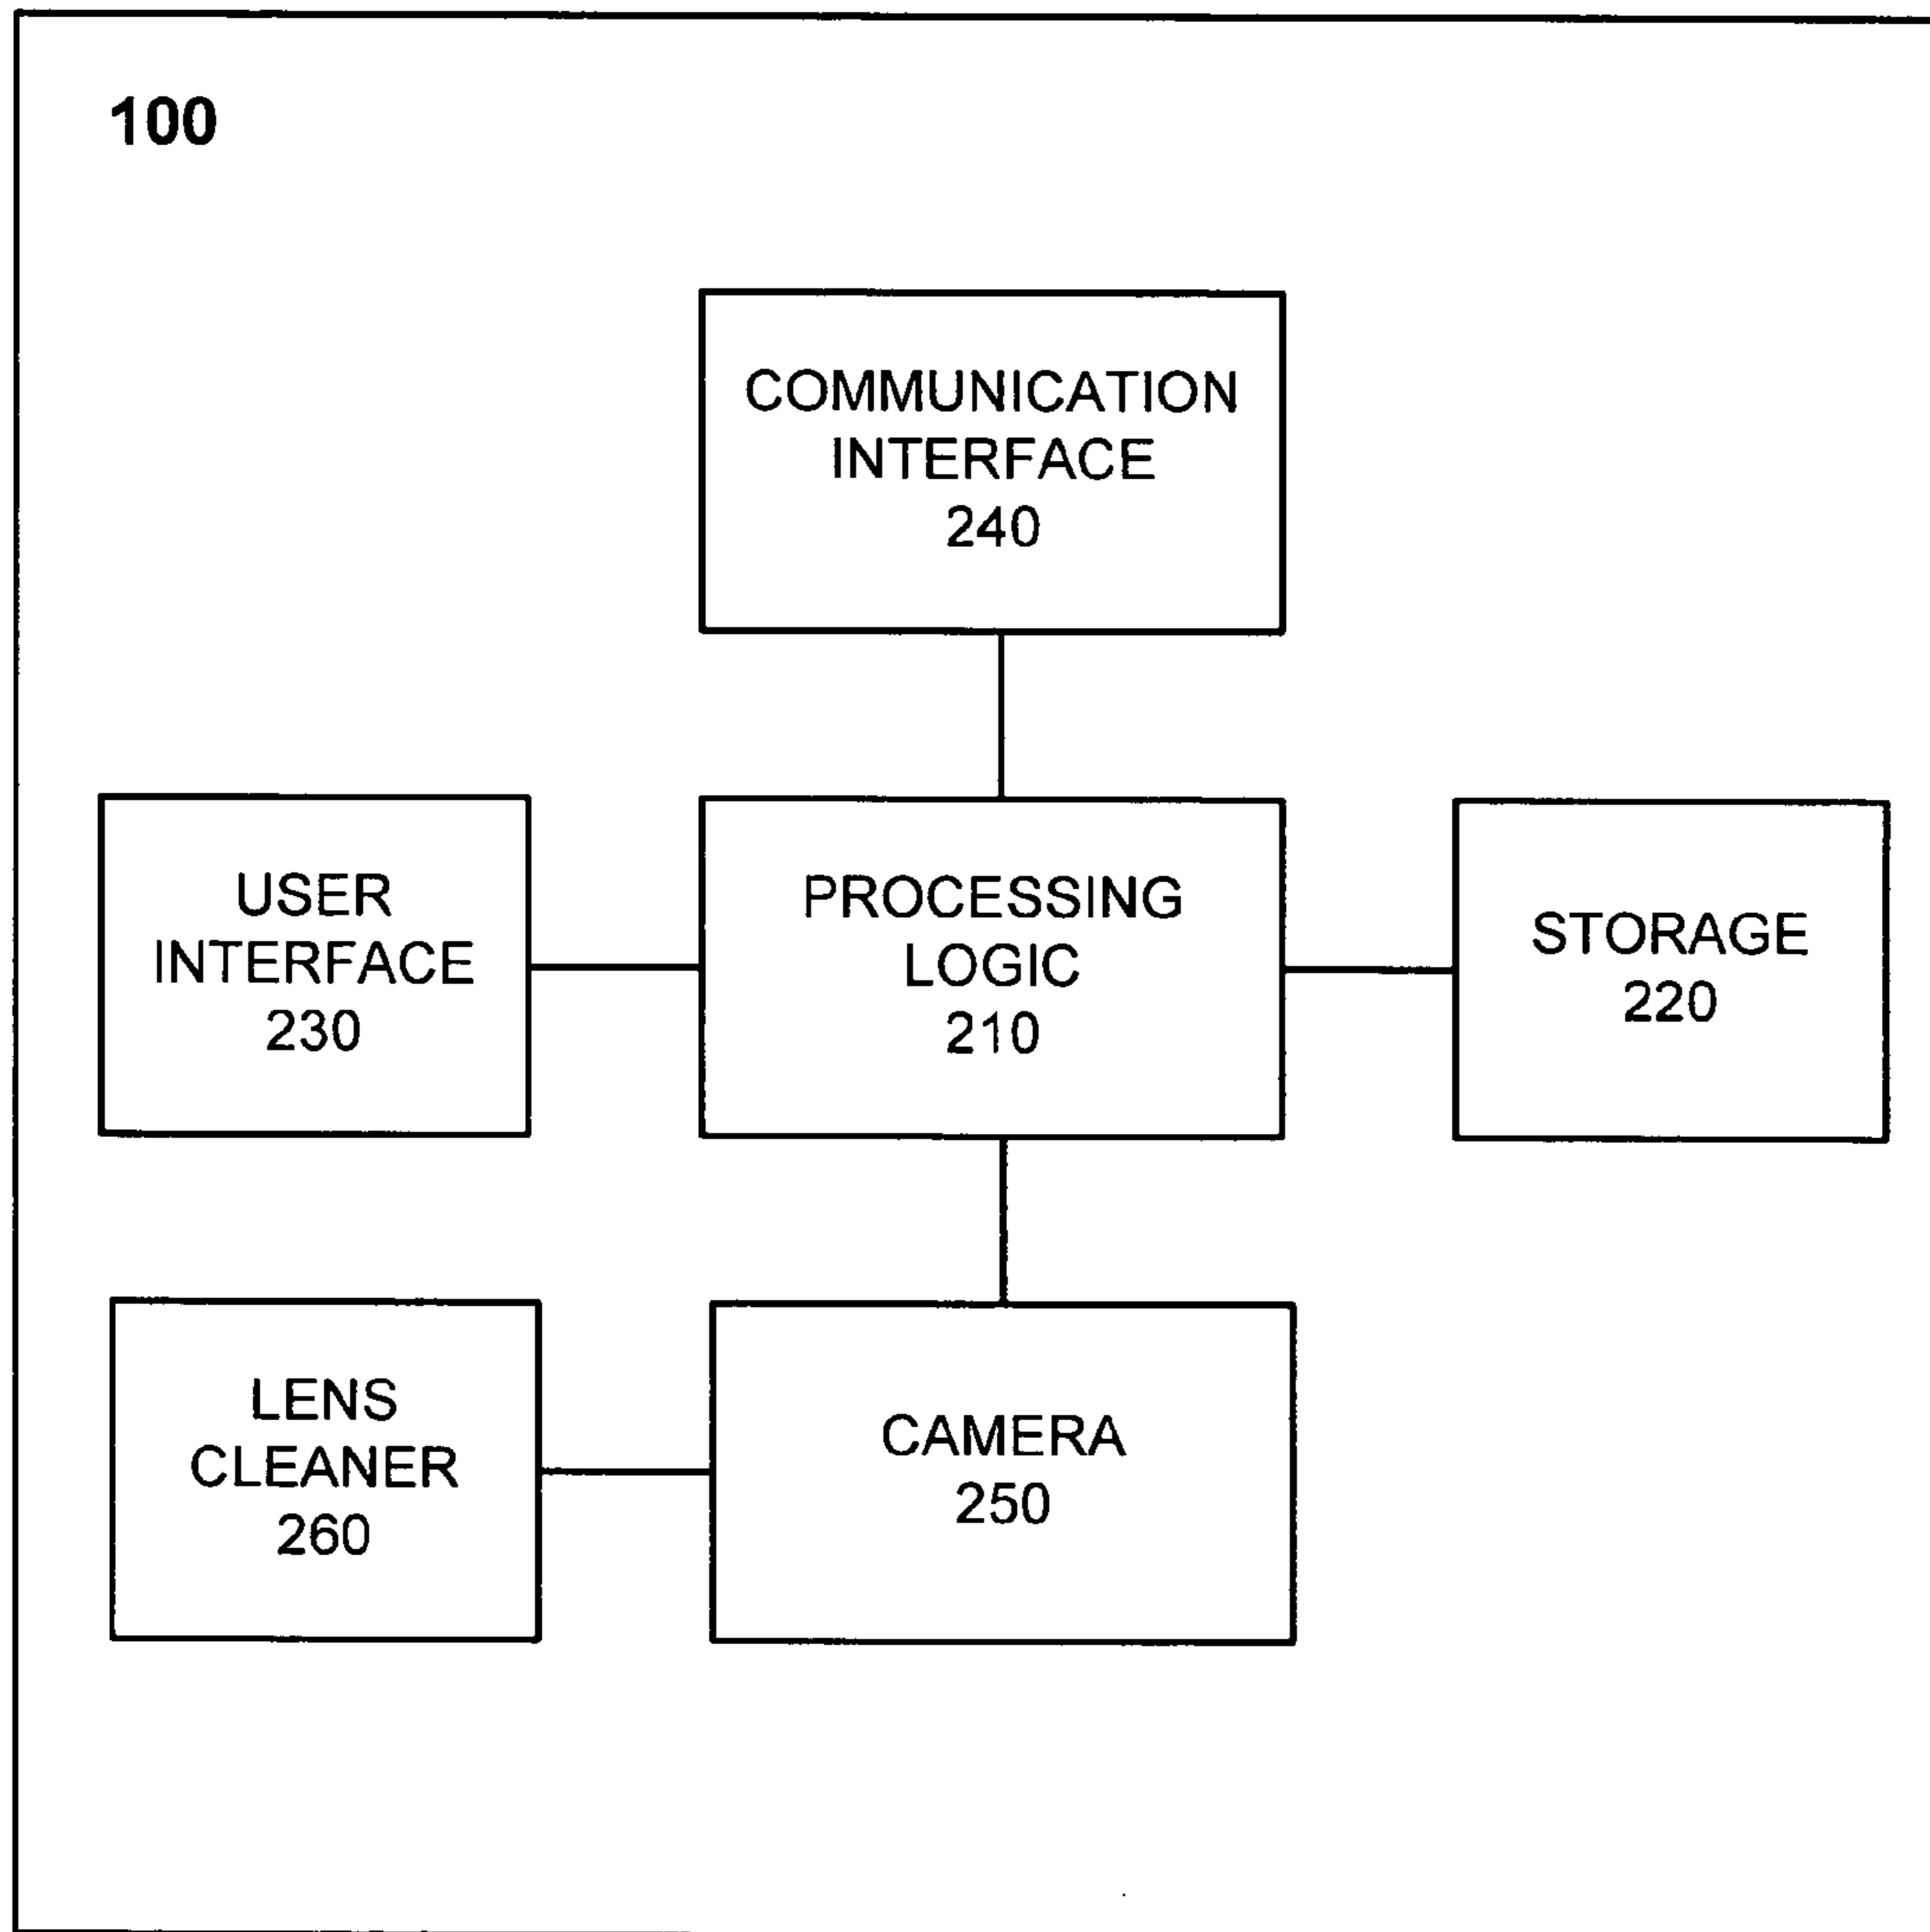 100
COMMUNICATION
INTERFACE
240
USER
INTERFACE
230
PROCESSING
LOGIC
210
STORAGE
220
LENS
CLEANER
260
CAMERA
250